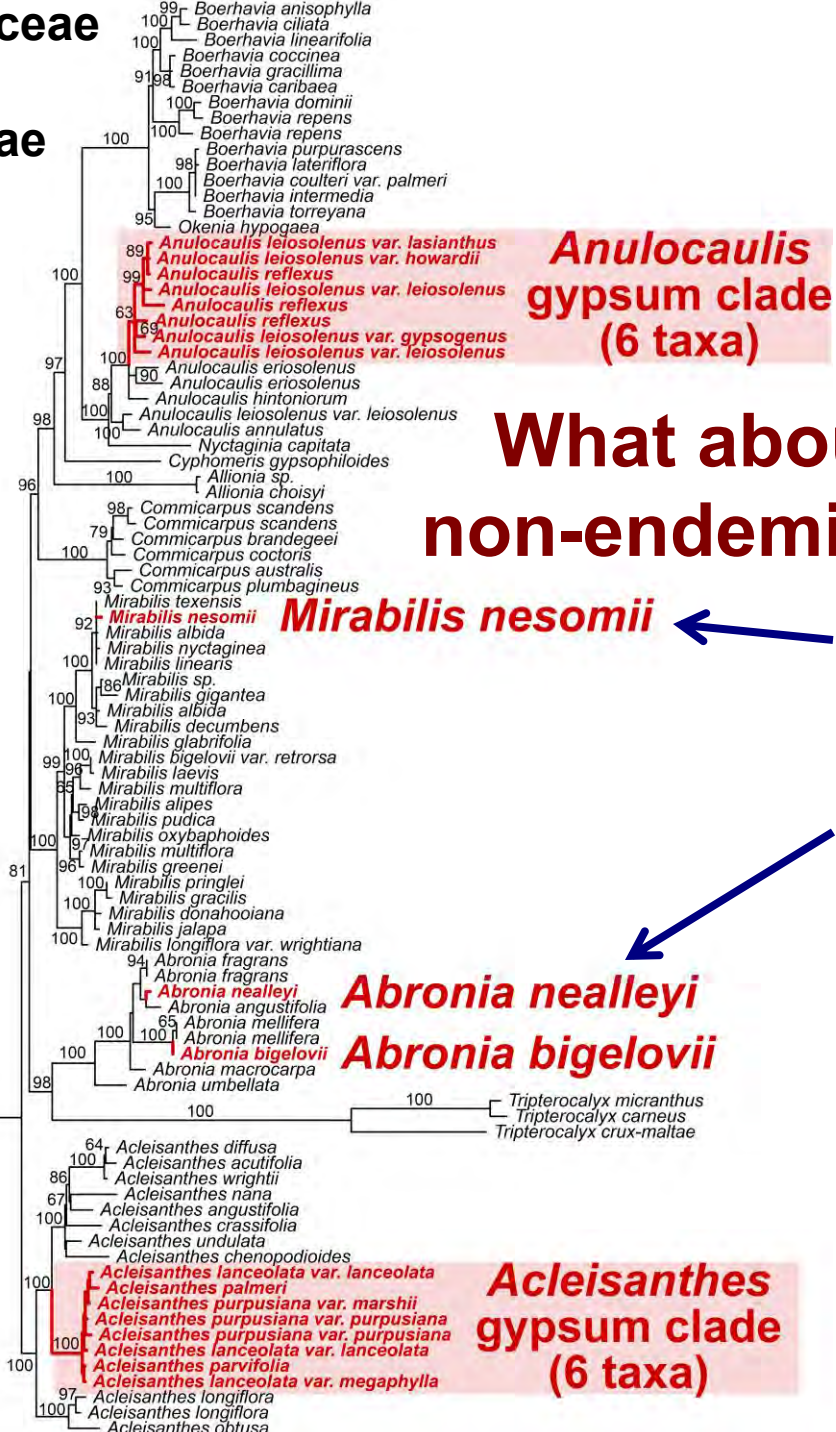 ceae
ae
Boerhavia anisophylla
Boerhavia ciliata
Boerhavia linearifolia
Boerhavia coccinea
Boerhavia gracillima
Boerhavia caribaea
Boerhavia dominii
Boerhavia repens
Boerhavia repens
Boerhavia purpurascens
Boerhavia lateriflora
Boerhavia coulteri var. palmeri
Boerhavia intermedia
Boerhavia torreyana
Okenia hypogaea
Anulocaulis leiosolenus var. lasianthus
Anulocaulis leiosolenus var. howardii
Anulocaulis reflexus
Anulocaulis leiosolenus var. leiosolenus
Anulocaulis reflexus
Anulocaulis reflexus
Anulocaulis leiosolenus var. gypsogenus
Anulocaulis leiosolenus var. leiosolenus
Anulocaulis
gypsum clade
(6 taxa)
Anulocaulis eriosolenus
Anulocaulis eriosolenus
Anulocaulis hintoniorum
Anulocaulis leiosolenus var. leiosolenus
Anulocaulis annulatus
Nyctaginia capitata
Cyphomeris gypsophiloides
Allionia sp.
Allionia choisyi
What abou
non-endemi
Commicarpus scandens
Commicarpus scandens
Commicarpus brandegeei
Commicarpus coctoris
Commicarpus australis
Commicarpus plumbagineus
Mirabilis texensis
Mirabilis nesomii
Mirabilis nesomii
Mirabilis albida
Mirabilis nyctaginea
Mirabilis linearis
Mirabilis sp.
Mirabilis gigantea
Mirabilis albida
Mirabilis decumbens
Mirabilis glabrifolia
Mirabilis bigelovii var. retrorsa
Mirabilis laevis
Mirabilis multiflora
Mirabilis alipes
Mirabilis pudica
Mirabilis oxybaphoides
Mirabilis multiflora
Mirabilis greenei
Mirabilis pringlei
Mirabilis gracilis
Mirabilis donahooiana
Mirabilis jalapa
Mirabilis longiflora var. wrightiana
Abronia fragrans
Abronia fragrans
Abronia nealleyi
Abronia nealleyi
Abronia angustifolia
Abronia mellifera
Abronia mellifera
Abronia bigelovii
Abronia bigelovii
Abronia macrocarpa
Abronia umbellata
Tripterocalyx micranthus
Tripterocalyx carneus
Tripterocalyx crux-maltae
Acleisanthes diffusa
Acleisanthes acutifolia
Acleisanthes wrightii
Acleisanthes nana
Acleisanthes angustifolia
Acleisanthes crassifolia
Acleisanthes undulata
Acleisanthes chenopodioides
Acleisanthes lanceolata var. lanceolata
Acleisanthes palmeri
Acleisanthes purpusiana var. marshii
Acleisanthes purpusiana var. purpusiana
Acleisanthes purpusiana var. purpusiana
Acleisanthes lanceolata var. lanceolata
Acleisanthes parvifolia
Acleisanthes lanceolata var. megaphylla
Acleisanthes
gypsum clade
(6 taxa)
Acleisanthes longiflora
Acleisanthes longiflora
Acleisanthes obtusa
99
100
100
91
98
100
100
100
98
100
95
100
89
99
63
69
100
90
88
100
100
97
98
100
96
98
79
100
93
92
100
86
100
93
99
100
96
65
98
97
96
100
100
100
100
81
94
65
100
100
100
98
100
100
64
100
86
67
100
100
100
100
97
100